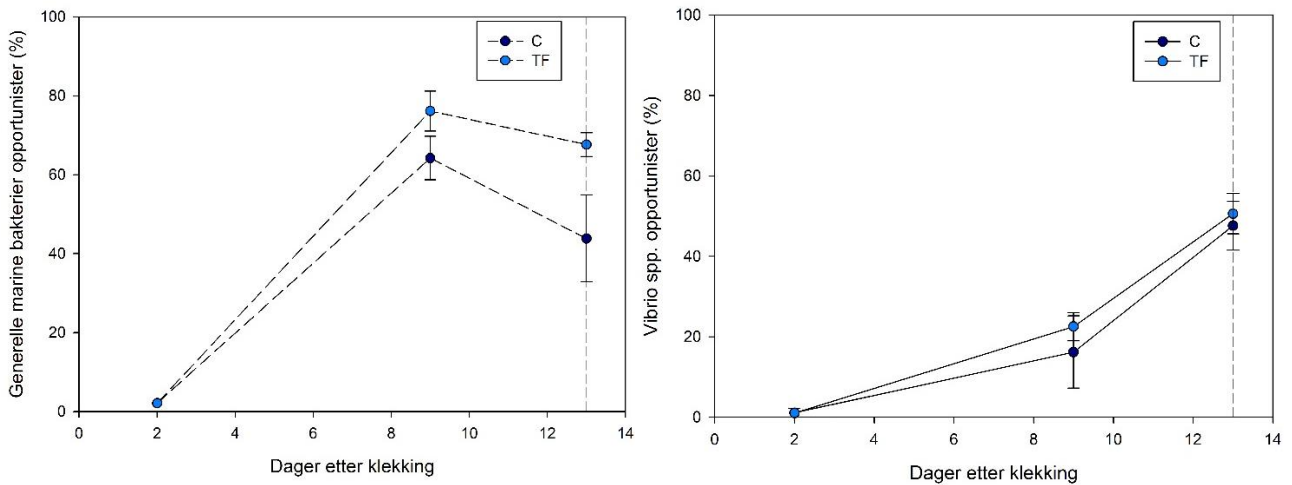 Generelle marine bakterier opportunister (%)
100
80
60
40
20
0
0 2 4 6 8 10 12 14
Dager etter klekking
C
TF
Vibrio spp. opportunister (%)
100
80
60
40
20
0
0 2 4 6 8 10 12 14
Dager etter klekking
C
TF